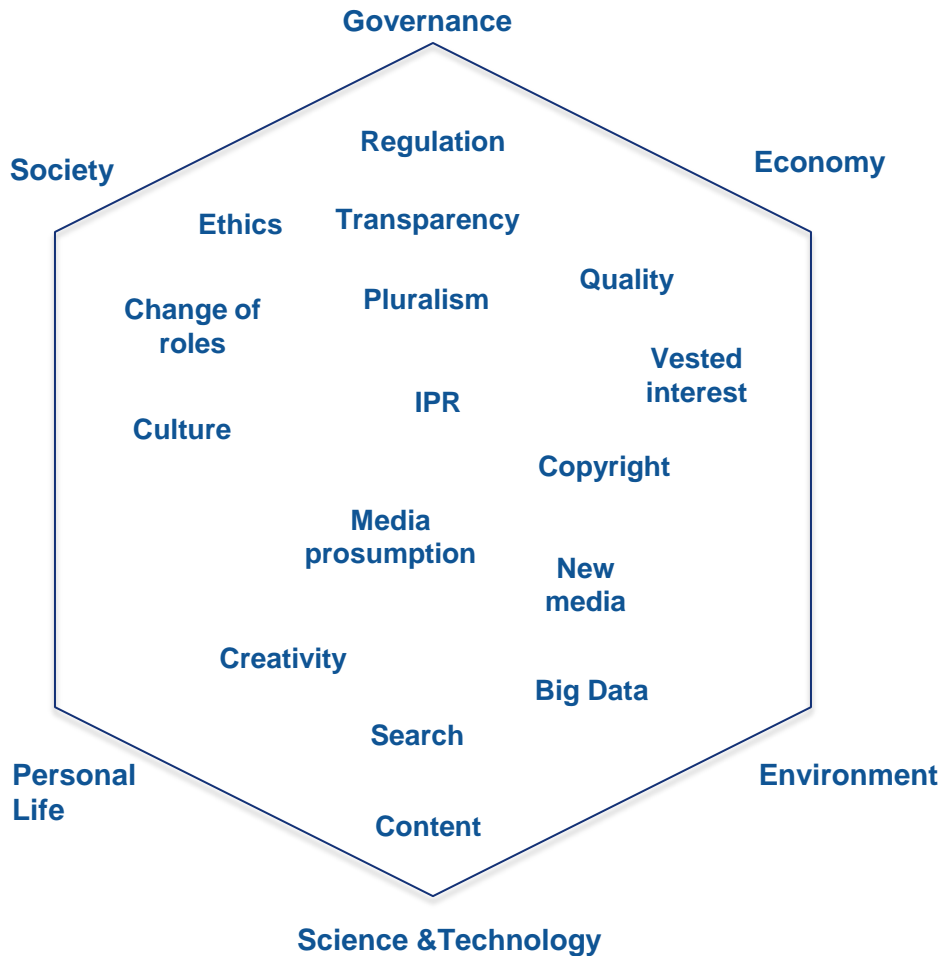 Governance
Regulation
Society
Economy
Ethics
Transparency
Quality
Change of
roles
Pluralism
Vested
interest
IPR
Culture
Copyright
Media
prosumption
New
media
Creativity
Big Data
Search
Personal
Life
Environment
Content
Science &Technology